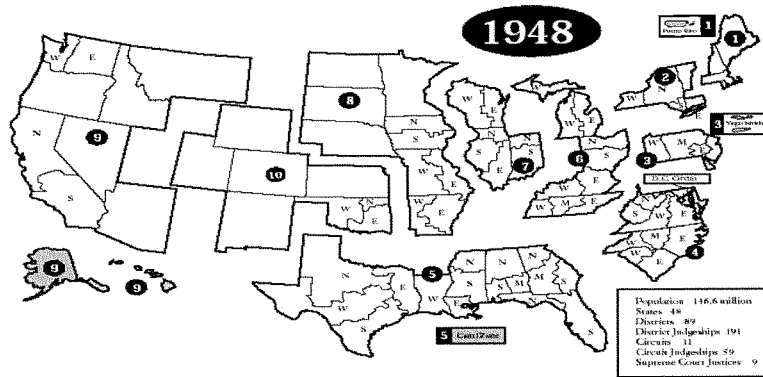 1948
1
Puerto Rico
1
2
3
Virgin Islands
3
D.C. Circuit
4
5
5
Canal Zone
6
7
8
9
9
9
10
Population 146.6 million
States 48
Districts 89
District Judgeships 191
Circuits 11
Circuit Judgeships 59
Supreme Court Justices 9